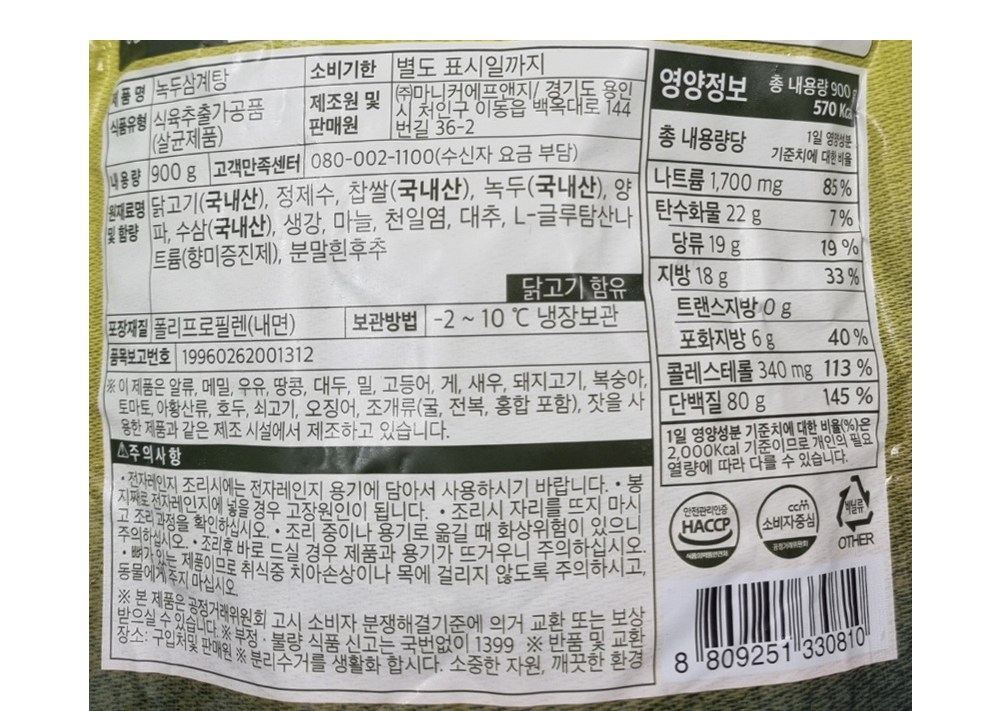 제품명 녹두삼계탕
소비기한 별도 표시일까지
식품유형 식육추출가공품
(살균제품)
제조원 및
판매원
㈜마니커에프앤지/ 경기도 용인
시 처인구 이동읍 백옥대로 144
번길 36-2
내용량 900 g 고객만족센터 080-002-1100(수신자 요금 부담)
원재료명
및 함량
닭고기(국내산), 정제수, 찹쌀(국내산), 녹두(국내산), 양
파, 수삼(국내산), 생강, 마늘, 천일염, 대추, L-글루탐산나
트륨(향미증진제), 분말흰후추
닭고기 함유
포장재질 폴리프로필렌(내면) 보관방법 -2 ~ 10 ℃ 냉장보관
품목보고번호 19960262001312
※ 이 제품은 알류, 메밀, 우유, 땅콩, 대두, 밀, 고등어, 게, 새우, 돼지고기, 복숭아,
토마토, 아황산류, 호두, 쇠고기, 오징어, 조개류(굴, 전복, 홍합 포함), 잣을 사
용한 제품과 같은 제조 시설에서 제조하고 있습니다.
⚠주의사항
• 전자레인지 조리시에는 전자레인지 용기에 담아서 사용하시기 바랍니다. • 봉
지째로 전자레인지에 넣을 경우 고장원인이 됩니다. • 조리시 자리를 뜨지 마시
고 조리과정을 확인하십시오. • 조리 중이나 용기로 옮길 때 화상위험이 있으니
주의하십시오. • 조리후 바로 드실 경우 제품과 용기가 뜨거우니 주의하십시오.
• 뼈가 있는 제품이므로 취식중 치아손상이나 목에 걸리지 않도록 주의하시고,
동물에게 주지 마십시오.
※ 본 제품은 공정거래위원회 고시 소비자 분쟁해결기준에 의거 교환 또는 보상
받으실 수 있습니다. ※ 부정 · 불량 식품 신고는 국번없이 1399 ※ 반품 및 교환
장소: 구입처및 판매원 ※ 분리수거를 생활화 합시다. 소중한 자원, 깨끗한 환경
영양정보
총 내용량 900 g
570 Kcal
총 내용량당
1일 영양성분
기준치에 대한 비율
나트륨 1,700 mg 85 %
탄수화물 22 g 7 %
당류 19 g 19 %
지방 18 g 33 %
트랜스지방 0 g
포화지방 6 g 40 %
콜레스테롤 340 mg 113 %
단백질 80 g 145 %
1일 영양성분 기준치에 대한 비율(%)은
2,000Kcal 기준이므로 개인의 필요
열량에 따라 다를 수 있습니다.
안전관리인증
HACCP
식품의약품안전처
ccm
소비자중심
공정거래위원회
비닐류
OTHER
8 809251 330810